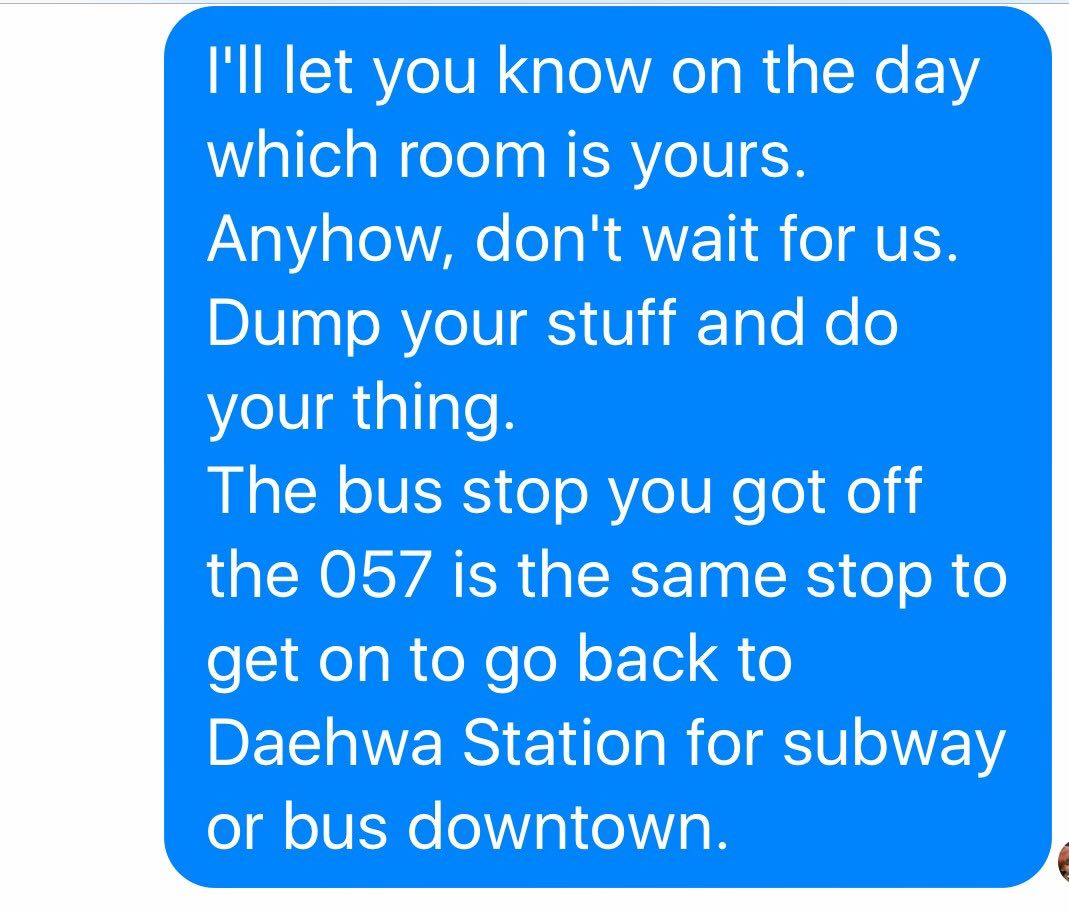 I'll let you know on the day
which room is yours.
Anyhow, don't wait for us.
Dump your stuff and do
your thing.
The bus stop you got off
the 057 is the same stop to
get on to go back to
Daehwa Station for subway
or bus downtown.